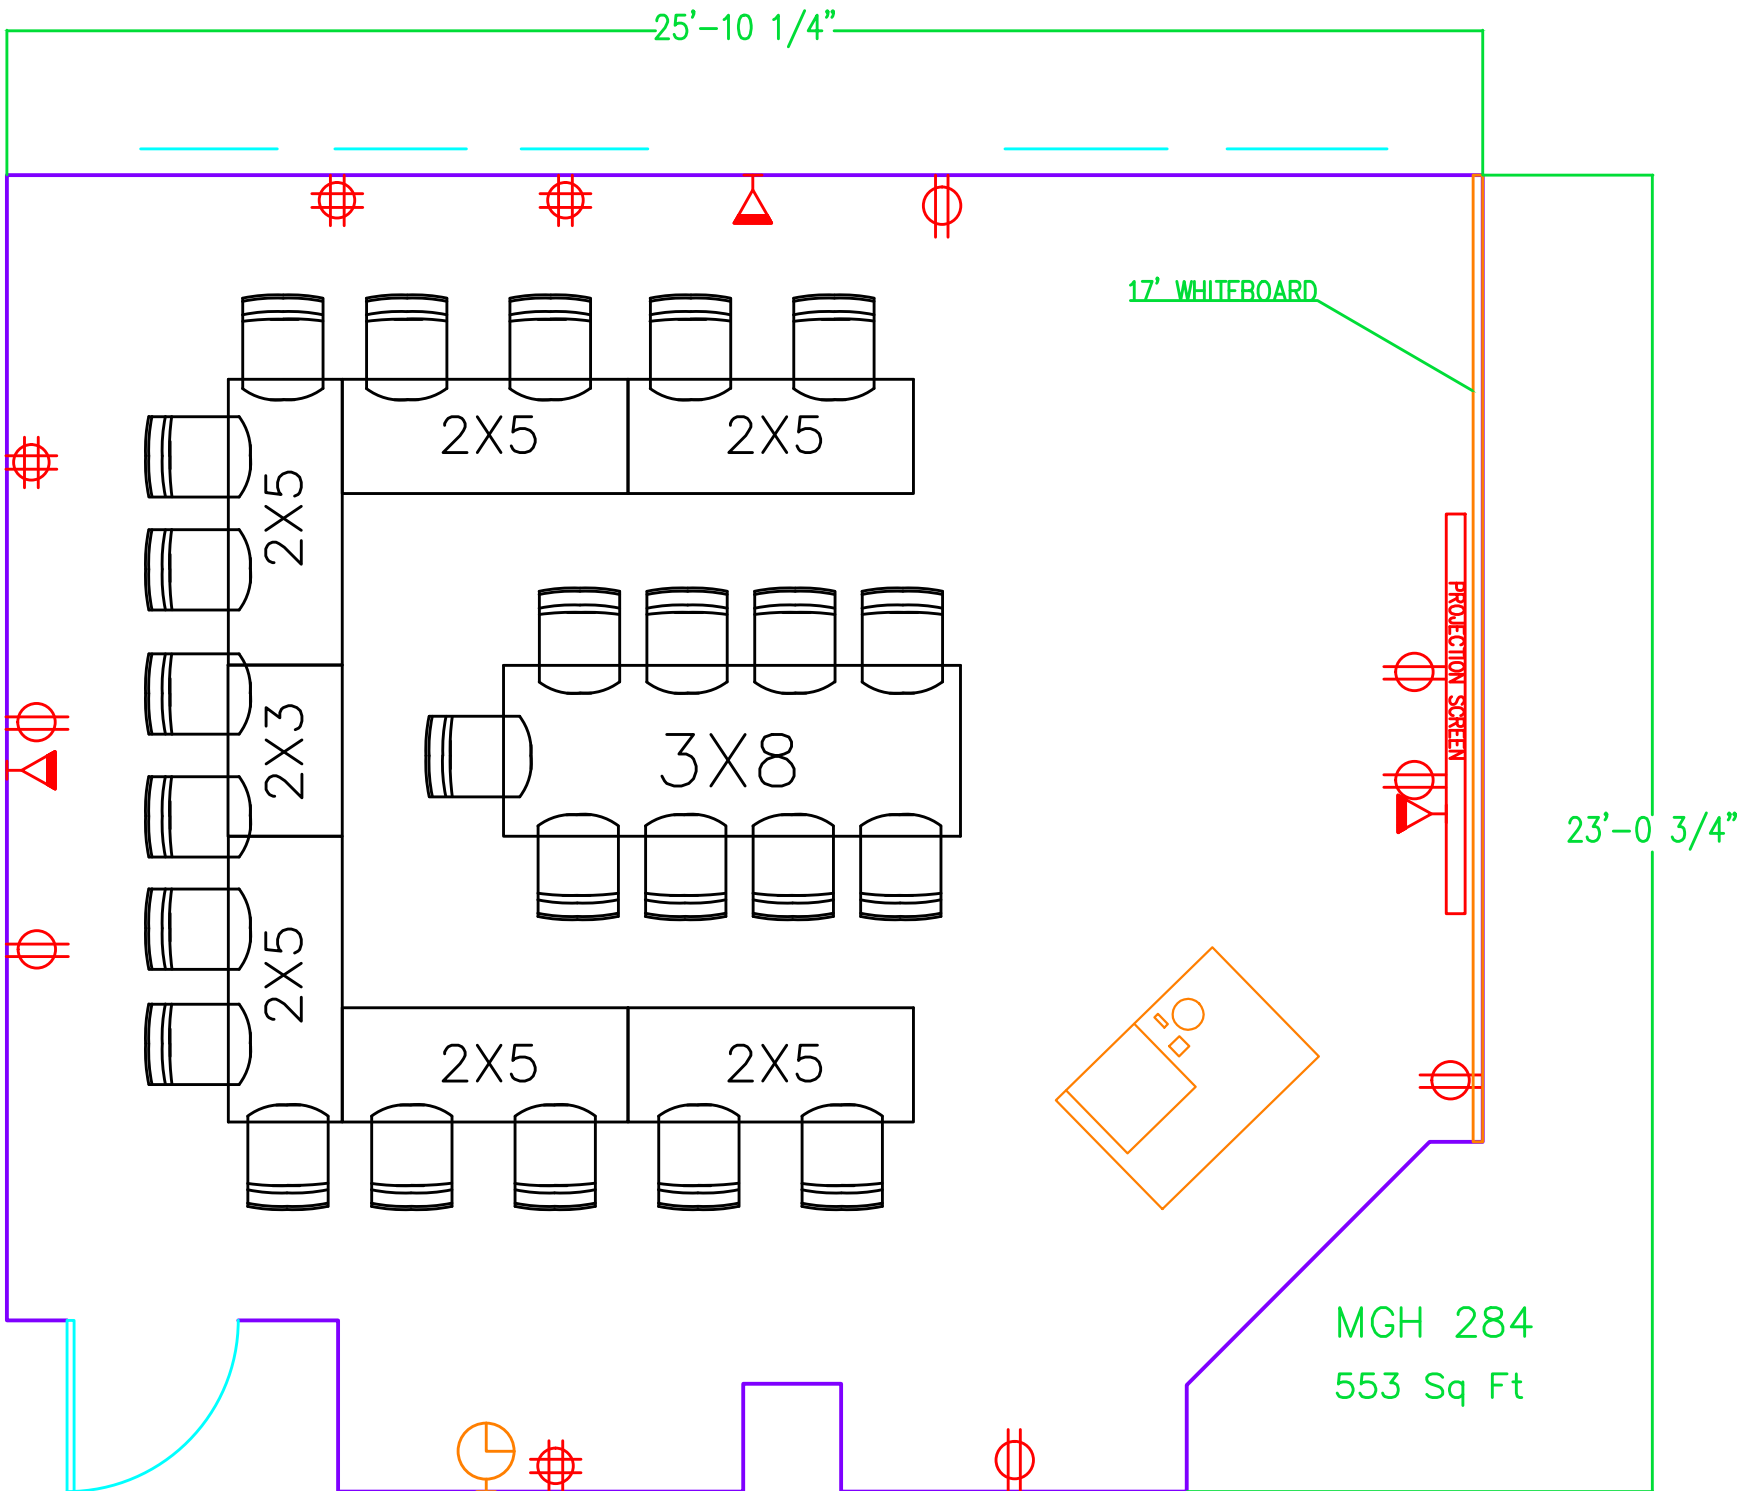 25'-10 1/4"
17' WHITEBOARD
2X5
2X5
2X5
PROJECTION SCREEN
2X3
3X8
23'-0 3/4"
2X5
2X5
2X5
MGH 284
553 Sq Ft